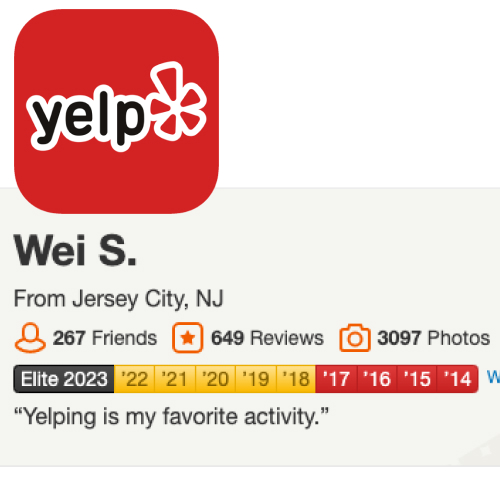 yelp
Wei S.
From Jersey City, NJ
267 Friends 649 Reviews 3097 Photos
Elite 2023 '22 '21 '20 '19 '18 '17 '16 '15 '14
“Yelping is my favorite activity.”